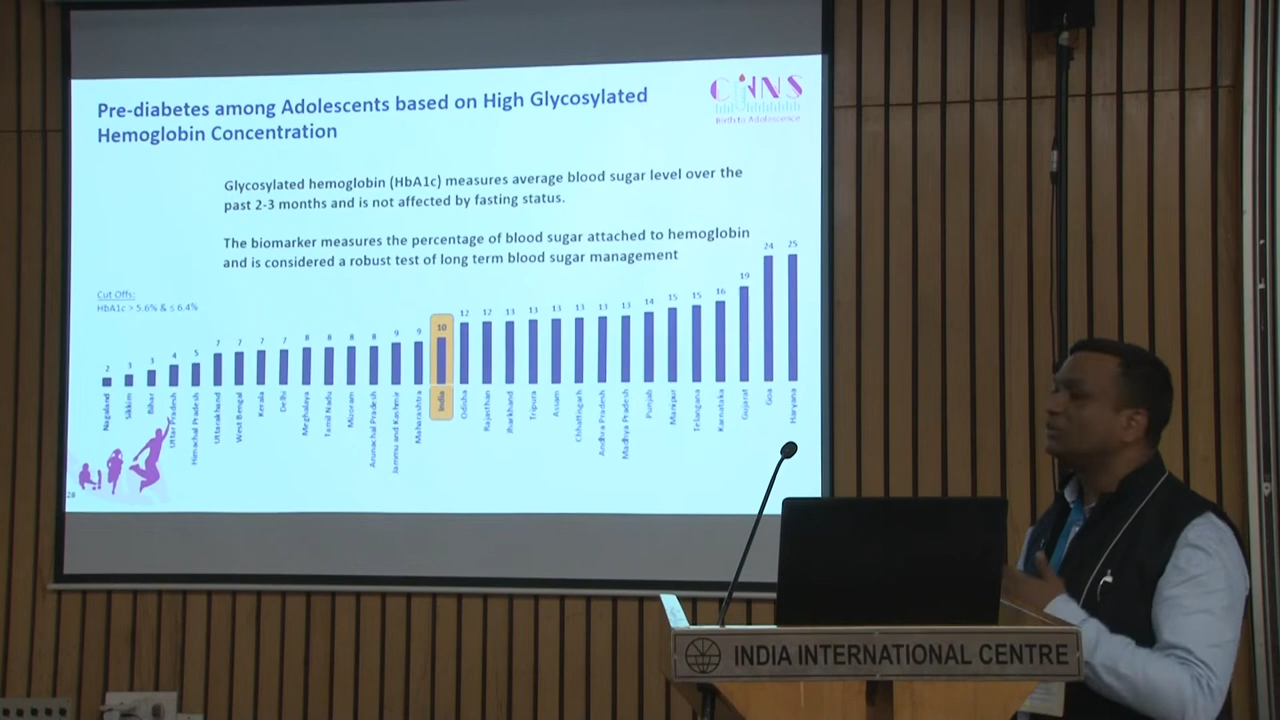 Pre-diabetes among Adolescents based on High Glycosylated
Hemoglobin Concentration
CNNS
Birth to Adolescence
Glycosylated hemoglobin (HbA1c) measures average blood sugar level over the
past 2-3 months and is not affected by fasting status.
The biomarker measures the percentage of blood sugar attached to hemoglobin
and is considered a robust test of long term blood sugar management
Cut Offs:
HbA1c > 5.6% & ≤ 6.4%
2 3 3 4 5 7 7 7 7 8 8 8 8 9 9 10 12 12 13 13 13 13 13 13 14 15 15 16 19 24 25
Nagaland
Sikkim
Bihar
Uttar Pradesh
Himachal Pradesh
Uttarakhand
West Bengal
Kerala
Delhi
Meghalaya
Tamil Nadu
Mizoram
Arunachal Pradesh
Jammu and Kashmir
Maharashtra
India
Odisha
Rajasthan
Jharkhand
Tripura
Assam
Chhattisgarh
Andhra Pradesh
Madhya Pradesh
Punjab
Manipur
Telangana
Karnataka
Gujarat
Goa
Haryana
28
INDIA INTERNATIONAL CENTRE